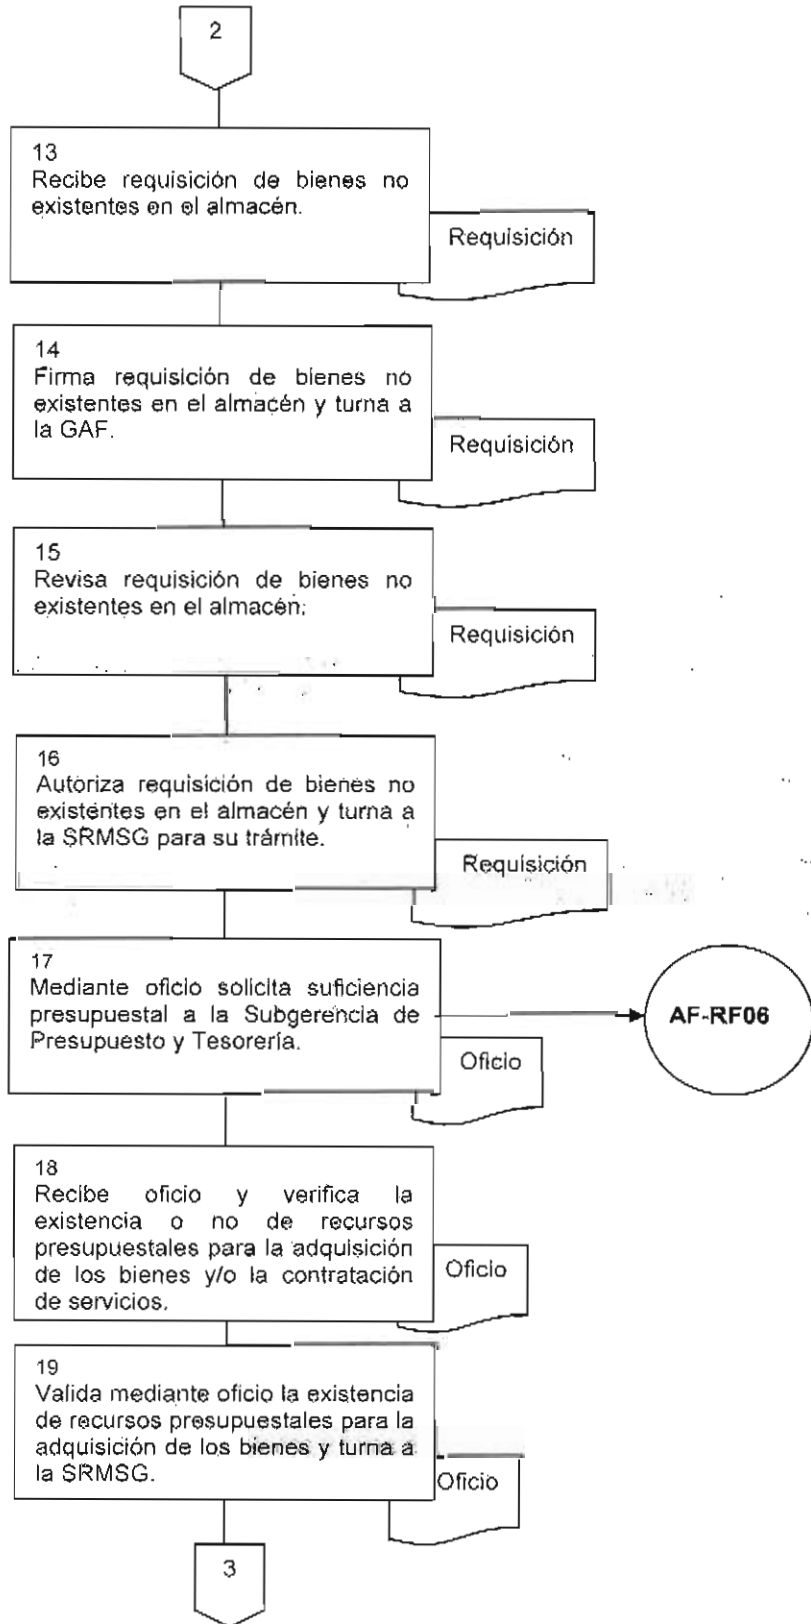 2
13
Recibe requisición de bienes no
existentes en el almacén.
Requisición
14
Firma requisición de bienes no
existentes en el almacén y turna a
la GAF.
Requisición
15
Revisa requisición de bienes no
existentes en el almacén.
Requisición
16
Autoriza requisición de bienes no
existentes en el almacén y turna a
la SRMSG para su trámite.
Requisición
17
Mediante oficio solicita suficiencia
presupuestal a la Subgerencia de
Presupuesto y Tesorería.
AF-RF06
Oficio
18
Recibe oficio y verifica la
existencia o no de recursos
presupuestales para la adquisición
de los bienes y/o la contratación
de servicios.
Oficio
19
Valida mediante oficio la existencia
de recursos presupuestales para la
adquisición de los bienes y turna a
la SRMSG.
Oficio
3